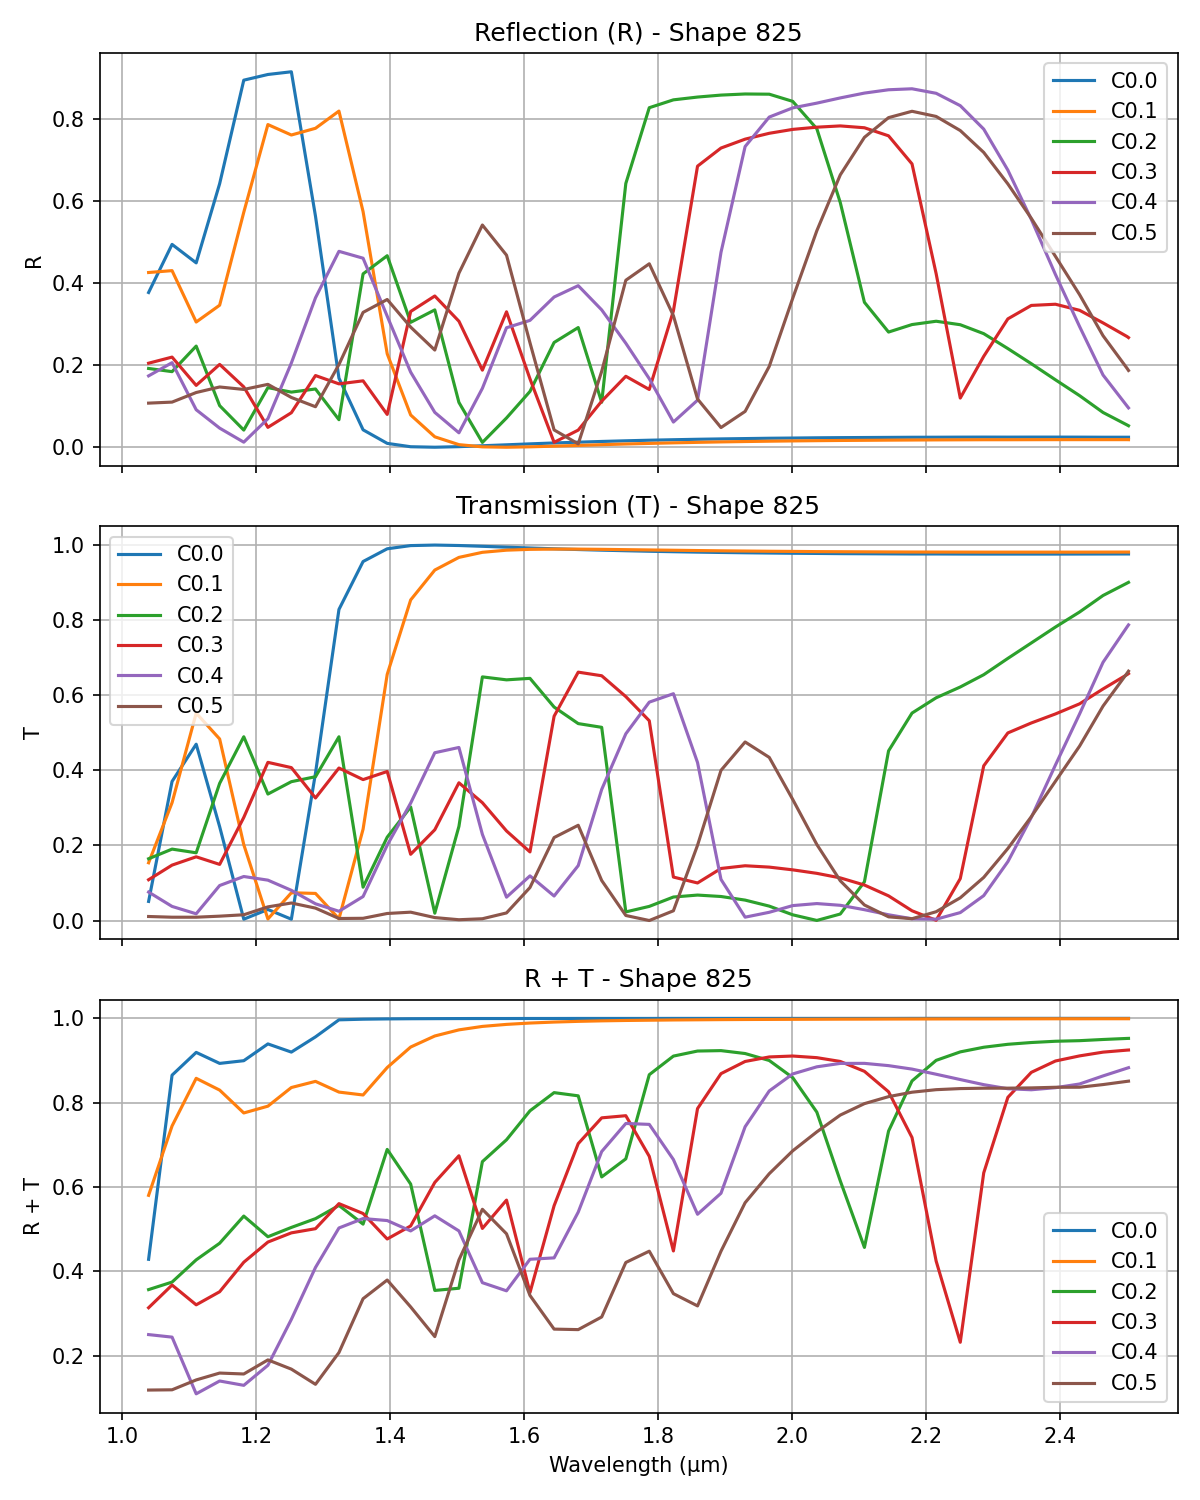 Reflection (R) - Shape 825
0.8
0.6
0.4
0.2
0.0
R
C0.0
C0.1
C0.2
C0.3
C0.4
C0.5
Transmission (T) - Shape 825
1.0
0.8
0.6
0.4
0.2
0.0
T
C0.0
C0.1
C0.2
C0.3
C0.4
C0.5
R + T - Shape 825
1.0
0.8
0.6
0.4
0.2
R + T
C0.0
C0.1
C0.2
C0.3
C0.4
C0.5
1.0 1.2 1.4 1.6 1.8 2.0 2.2 2.4
Wavelength (μm)